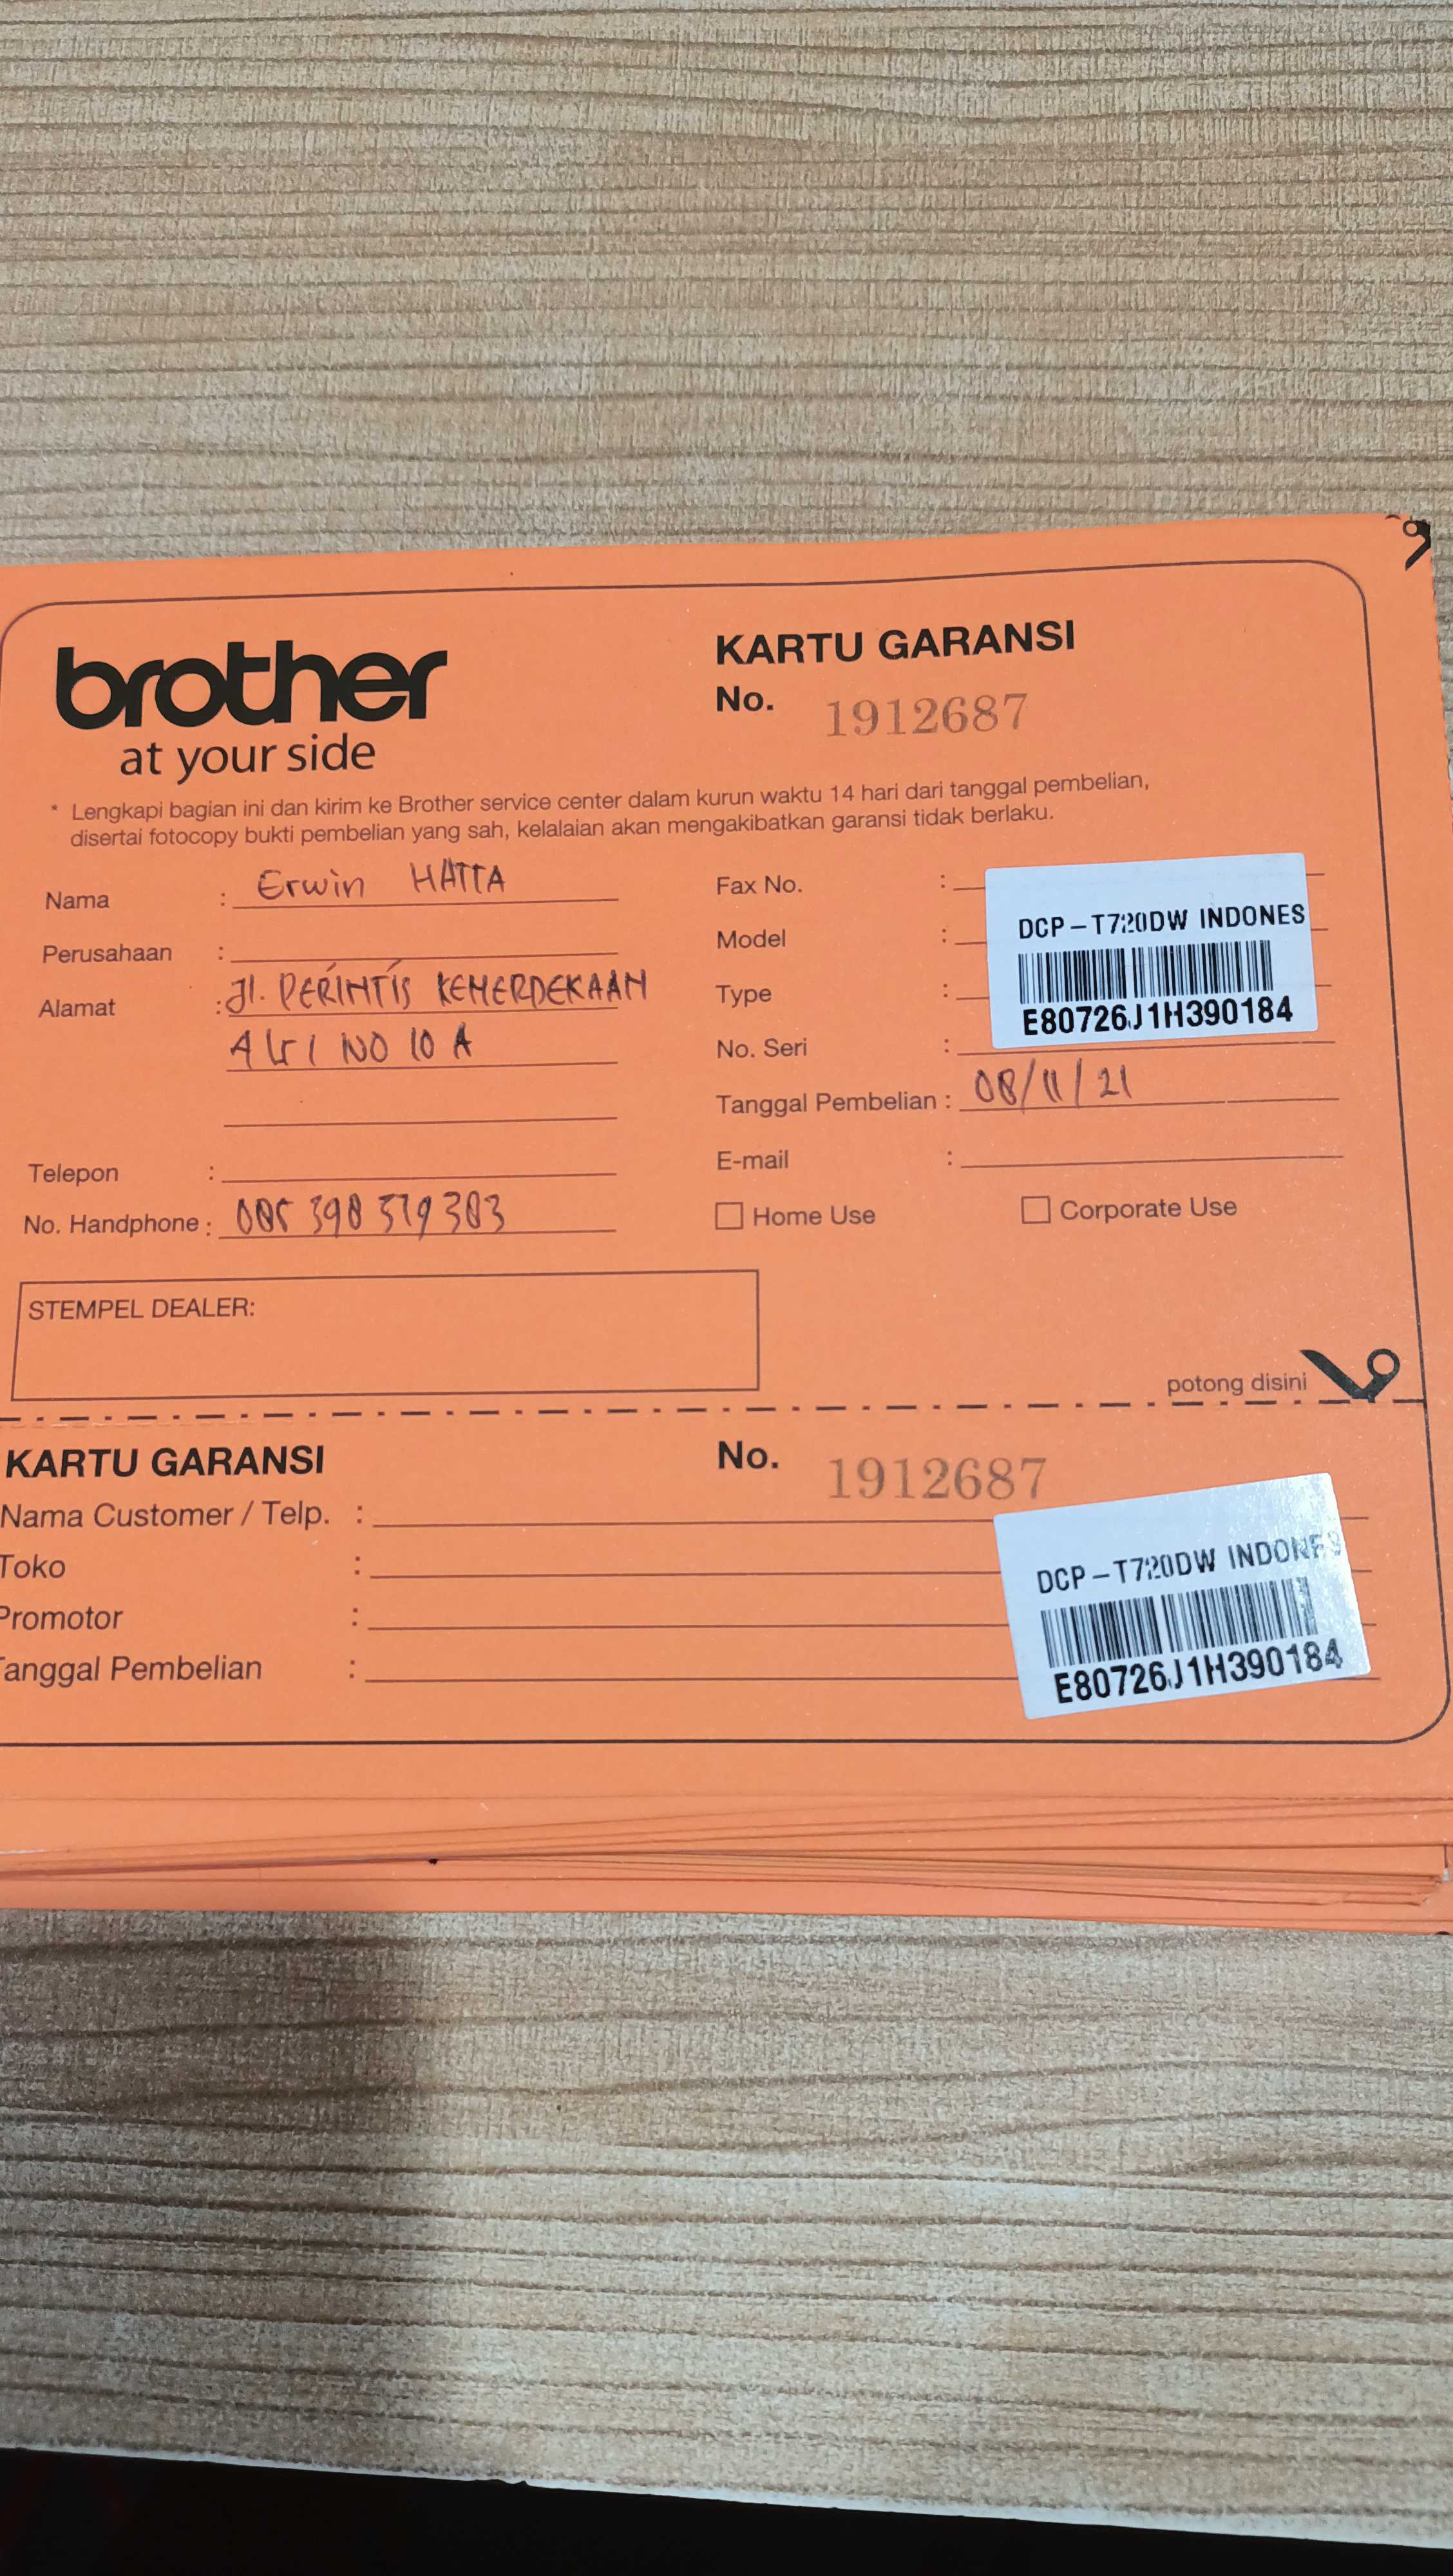 brother
at your side
KARTU GARANSI
No. 1912687
* Lengkapi bagian ini dan kirim ke Brother service center dalam kurun waktu 14 hari dari tanggal pembelian,
disertai fotocopy bukti pembelian yang sah, kelalaian akan mengakibatkan garansi tidak berlaku.
Nama : Erwin HATTA
Perusahaan :
Alamat : Jl. PERINTIS KEMERDEKAAN
NO 10 A
Telepon :
No. Handphone :
Fax No. :
Model :
Type :
No. Seri :
DCP-T720DW INDONES
E80726J1H390184
Tanggal Pembelian : 08/11/21
E-mail :
Home Use
Corporate Use
STEMPEL DEALER:
potong disini
KARTU GARANSI
No. 1912687
Nama Customer / Telp. :
Toko :
Promotor :
Tanggal Pembelian :
DCP-T720DW INDONES
E80726J1H390184